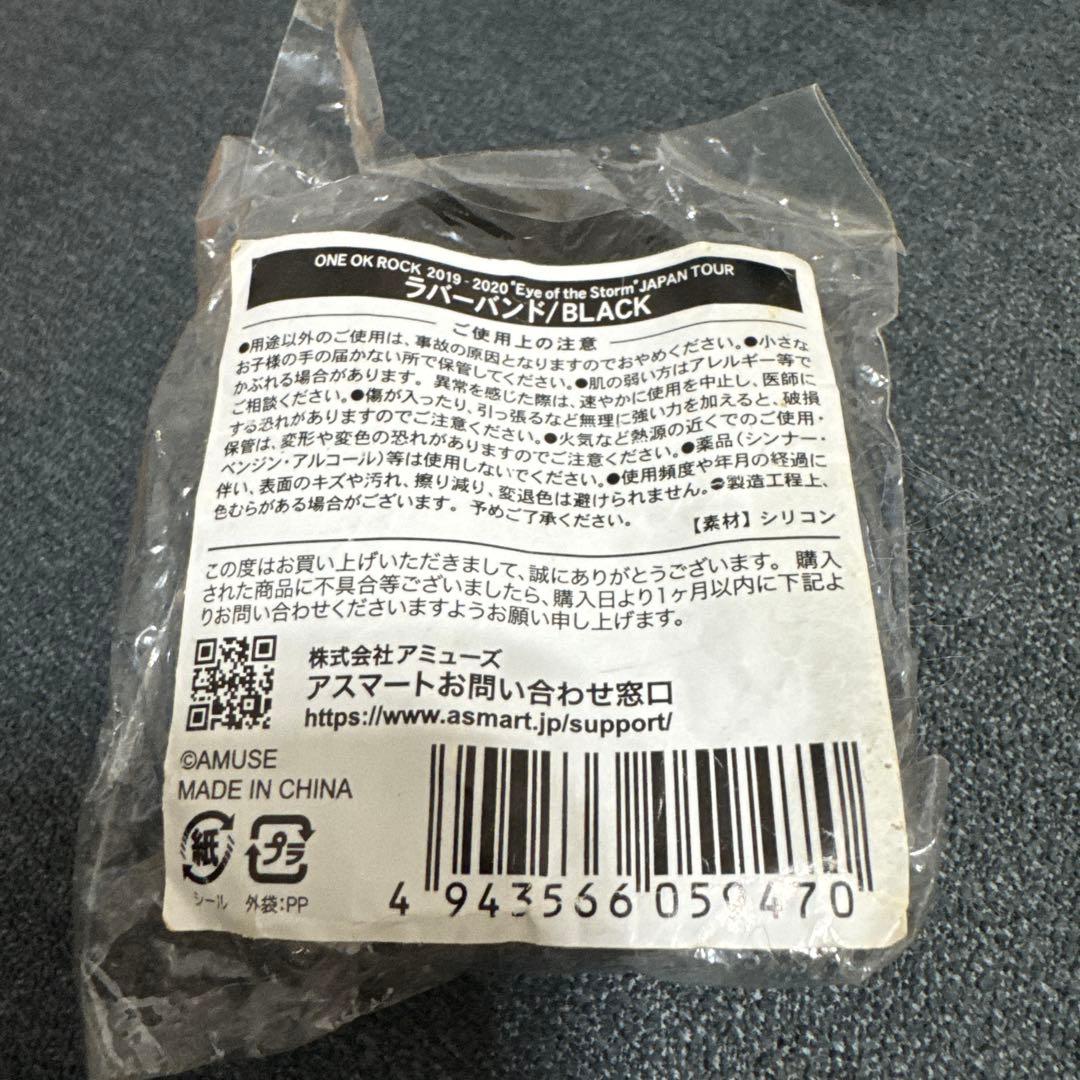 ONE OK ROCK 2019 - 2020 "Eye of the Storm" JAPAN TOUR
ラバーバンド/BLACK
ご使用上の注意
●用途以外のご使用は、事故の原因となりますのでおやめください。●小さな
お子様の手の届かない所で保管してください。●肌の弱い方はアレルギー等で
かぶれる場合があります。異常を感じた際は、速やかに使用を中止し、医師に
ご相談ください。●傷が入ったり、引っ張るなど無理に強い力を加えると、破損
する恐れがありますのでご注意ください。●火気など熱源の近くでのご使用・
保管は、変形や変色の恐れがありますのでご注意ください。●薬品(シンナー・
ベンジン・アルコール)等は使用しないでください。●使用頻度や年月の経過に
伴い、表面のキズや汚れ、擦り減り、変退色は避けられません。●製造工程上、
色むらがある場合がございます。予めご了承ください。
【素材】シリコン
この度はお買い上げいただきまして、誠にありがとうございます。購入
された商品に不具合等ございましたら、購入日より1ヶ月以内に下記よ
りお問い合わせくださいますようお願い申し上げます。
株式会社アミューズ
アスマートお問い合わせ窓口
https://www.asmart.jp/support/
©AMUSE
MADE IN CHINA
紙 プラ
シール 外袋:PP
4 943566 059470